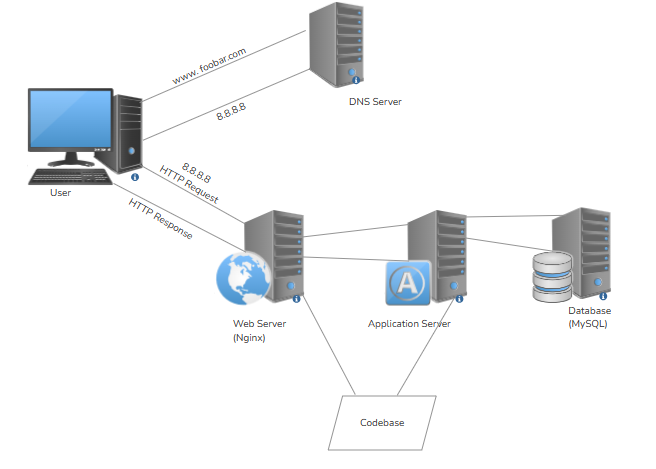 www. foobar.com
DNS Server
8.8.8.8
User
8.8.8.8
HTTP Request
HTTP Response
A
Web Server
(Nginx)
Application Server
Database
(MySQL)
Codebase